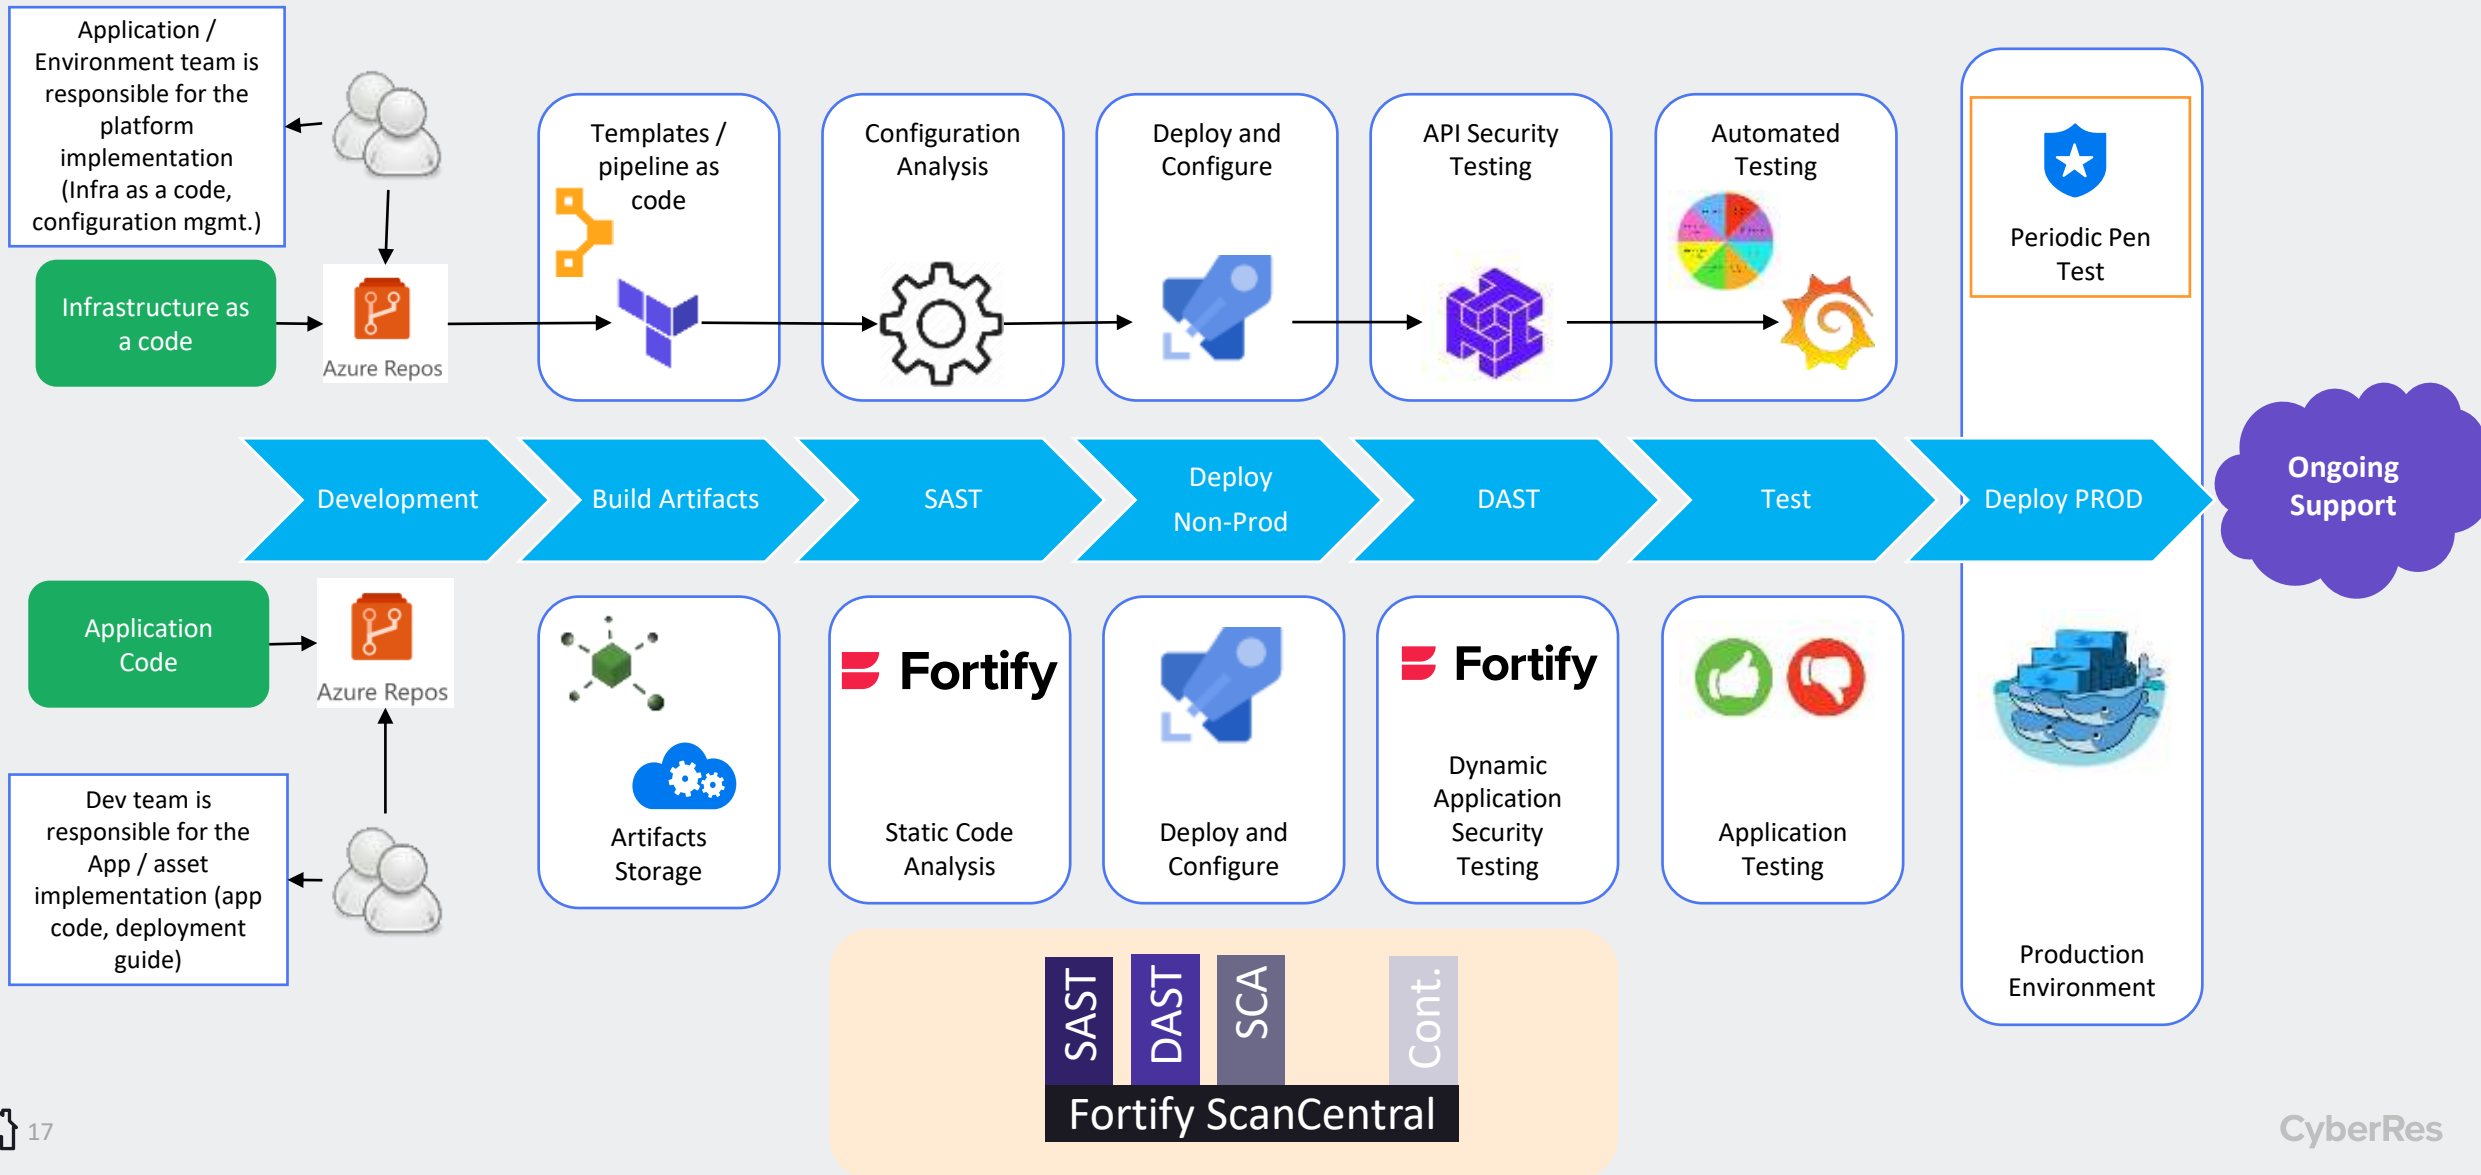 Application /
Environment team is
responsible for the
platform
implementation
(Infra as a code,
configuration mgmt.)
Infrastructure as
a code
Azure Repos
Templates /
pipeline as
code
Configuration
Analysis
Deploy and
Configure
API Security
Testing
Automated
Testing
Periodic Pen
Test
Development
Build Artifacts
SAST
Deploy
Non-Prod
DAST
Test
Deploy PROD
Ongoing
Support
Application
Code
Azure Repos
Dev team is
responsible for the
App / asset
implementation (app
code, deployment
guide)
Artifacts
Storage
Fortify
Static Code
Analysis
Deploy and
Configure
Fortify
Dynamic
Application
Security
Testing
Application
Testing
Production
Environment
SAST
DAST
SCA
Cont.
Fortify ScanCentral
17
CyberRes